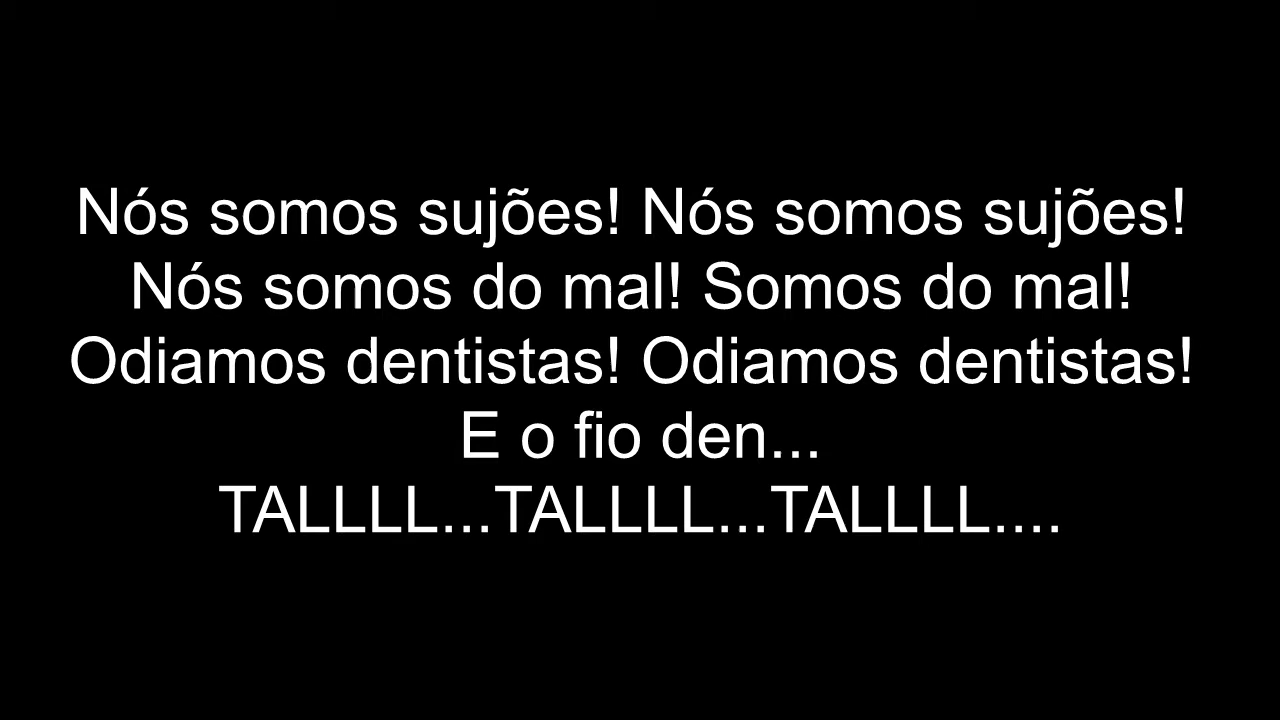 Nós somos sujões! Nós somos sujões!
Nós somos do mal! Somos do mal!
Odiamos dentistas! Odiamos dentistas!
E o fio den...
TALLLL...TALLLL...TALLLL....